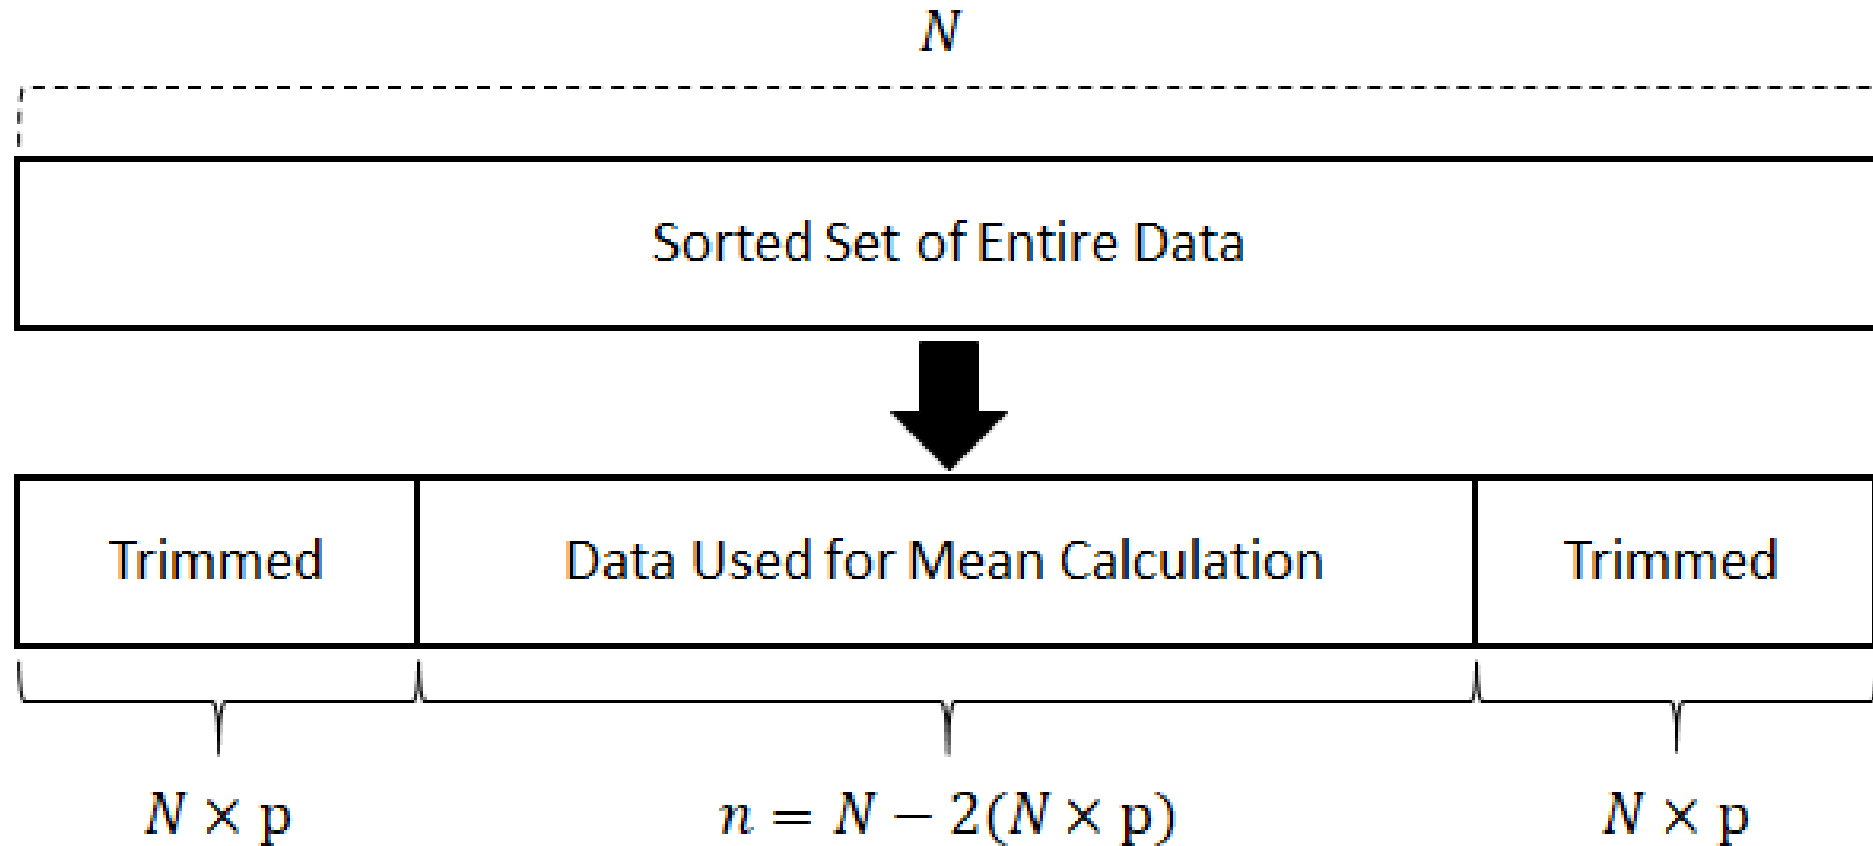 N
Sorted Set of Entire Data
Trimmed
Data Used for Mean Calculation
Trimmed
N × p
n = N − 2(N × p)
N × p